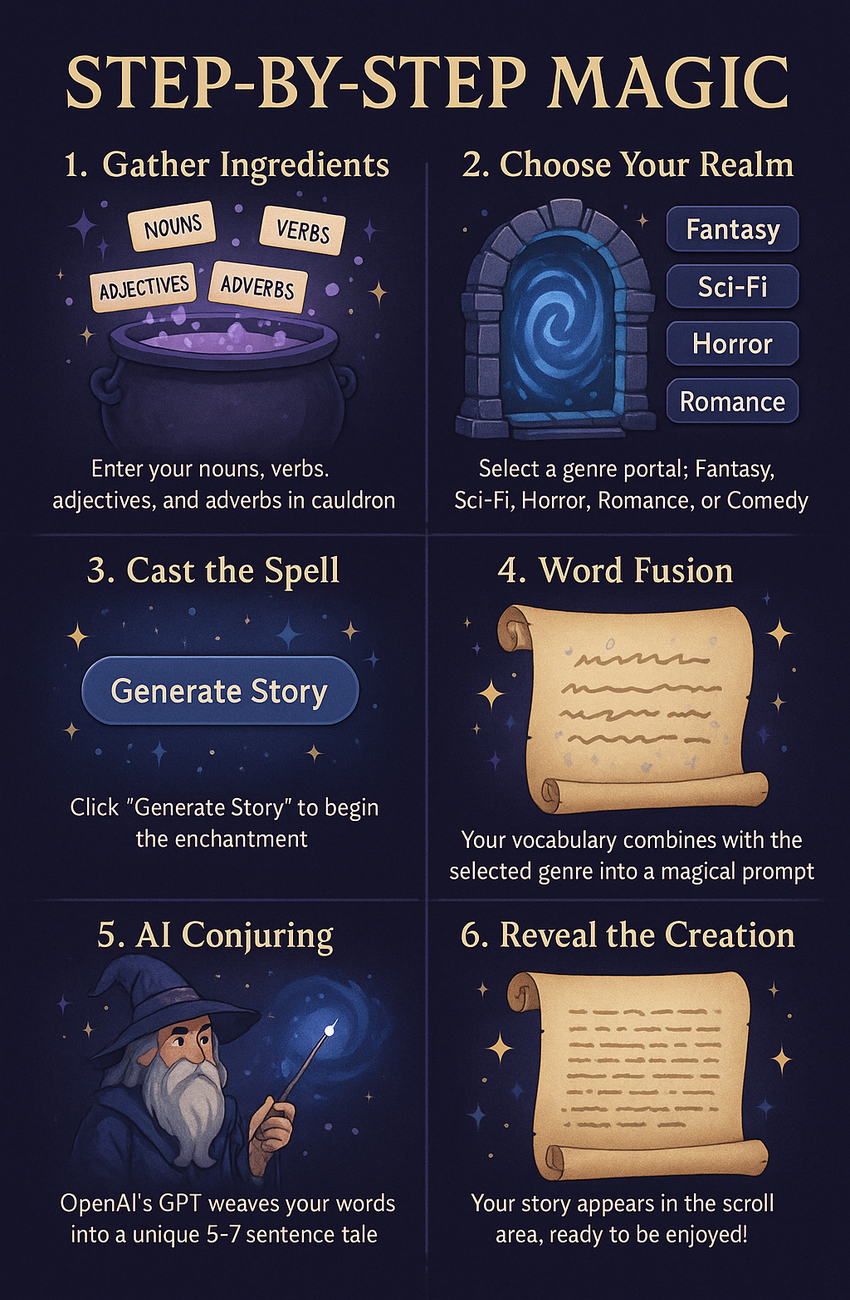 STEP-BY-STEP MAGIC
1. Gather Ingredients
NOUNS
VERBS
ADJECTIVES
ADVERBS
Enter your nouns, verbs.
adjectives, and adverbs in cauldron
2. Choose Your Realm
Fantasy
Sci-Fi
Horror
Romance
Select a genre portal; Fantasy,
Sci-Fi, Horror, Romance, or Comedy
3. Cast the Spell
Generate Story
Click "Generate Story" to begin
the enchantment
4. Word Fusion
Your vocabulary combines with the
selected genre into a magical prompt
5. AI Conjuring
OpenAI's GPT weaves your words
into a unique 5-7 sentence tale
6. Reveal the Creation
Your story appears in the scroll
area, ready to be enjoyed!